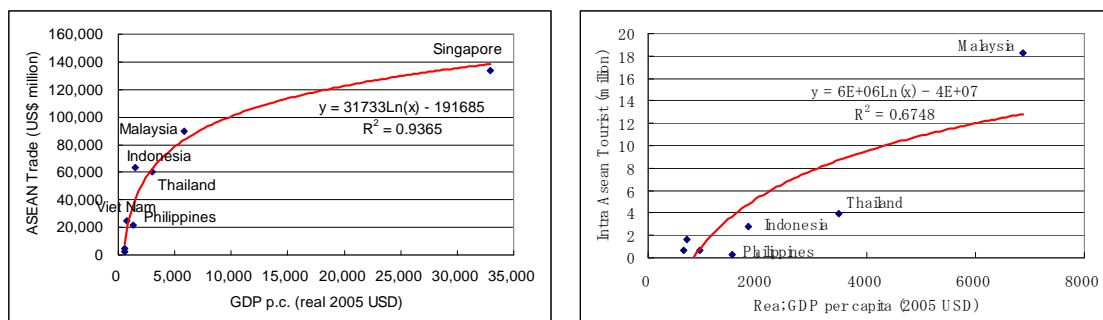 ASEAN Trade (US$ million)
160,000
140,000
120,000
100,000
80,000
60,000
40,000
20,000
0
Singapore
y = 31733Ln(x) - 191685
R² = 0.9365
Malaysia
Indonesia
Thailand
Viet Nam
Philippines
0 5,000 10,000 15,000 20,000 25,000 30,000 35,000
GDP p.c. (real 2005 USD)
Intra Asean Tourist (million)
20
18
16
14
12
10
8
6
4
2
0
Malaysia
y = 6E+06Ln(x) - 4E+07
R² = 0.6748
Thailand
Indonesia
Philippines
0 2000 4000 6000 8000
Rea;GDP per capita (2005 USD)